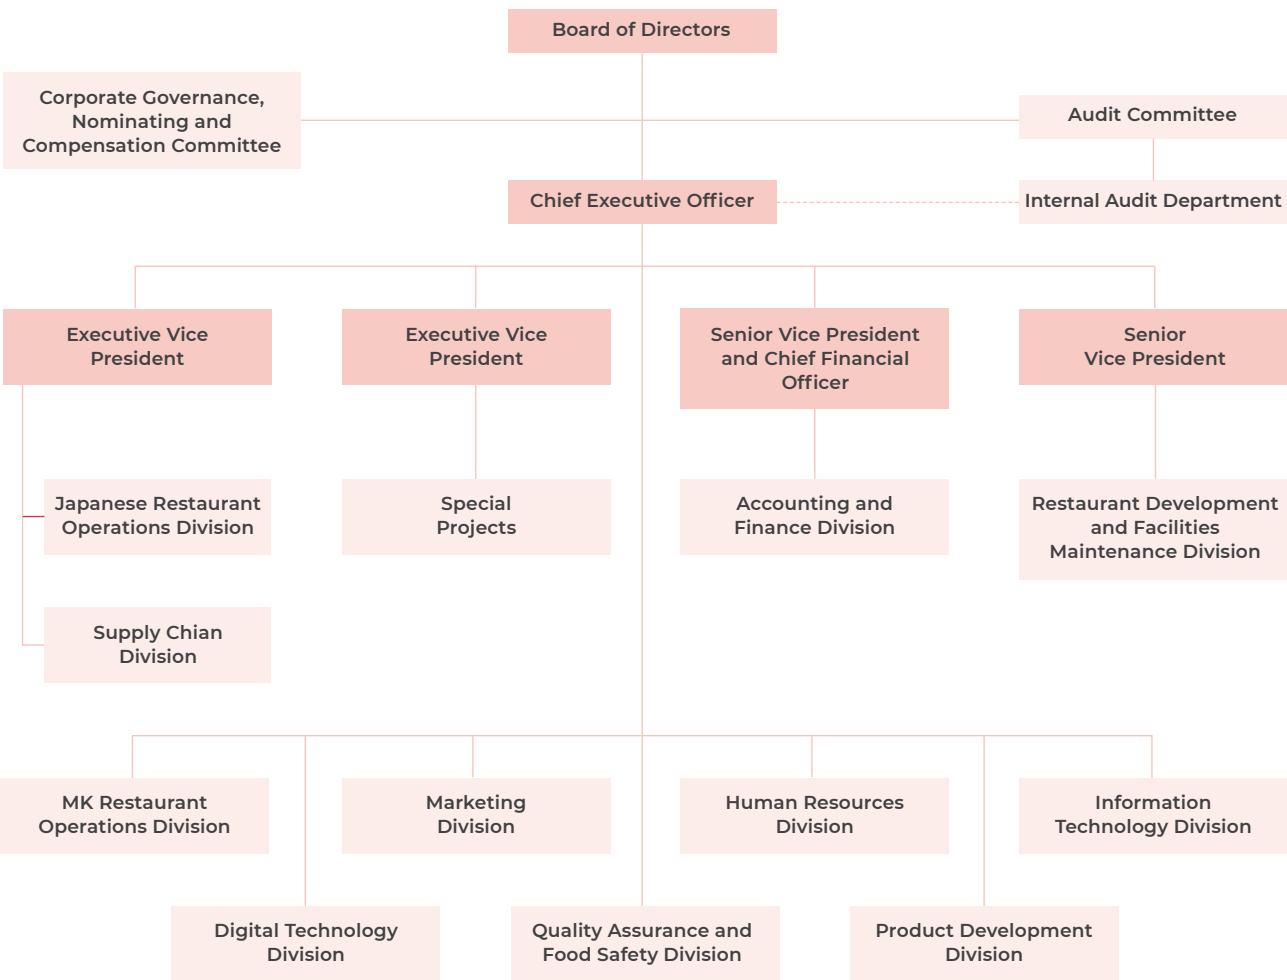 Board of Directors
Corporate Governance,
Nominating and
Compensation Committee
Audit Committee
Chief Executive Officer
Internal Audit Department
Executive Vice
President
Executive Vice
President
Senior Vice President
and Chief Financial
Officer
Senior
Vice President
Japanese Restaurant
Operations Division
Special
Projects
Accounting and
Finance Division
Restaurant Development
and Facilities
Maintenance Division
Supply Chian
Division
MK Restaurant
Operations Division
Marketing
Division
Human Resources
Division
Information
Technology Division
Digital Technology
Division
Quality Assurance and
Food Safety Division
Product Development
Division